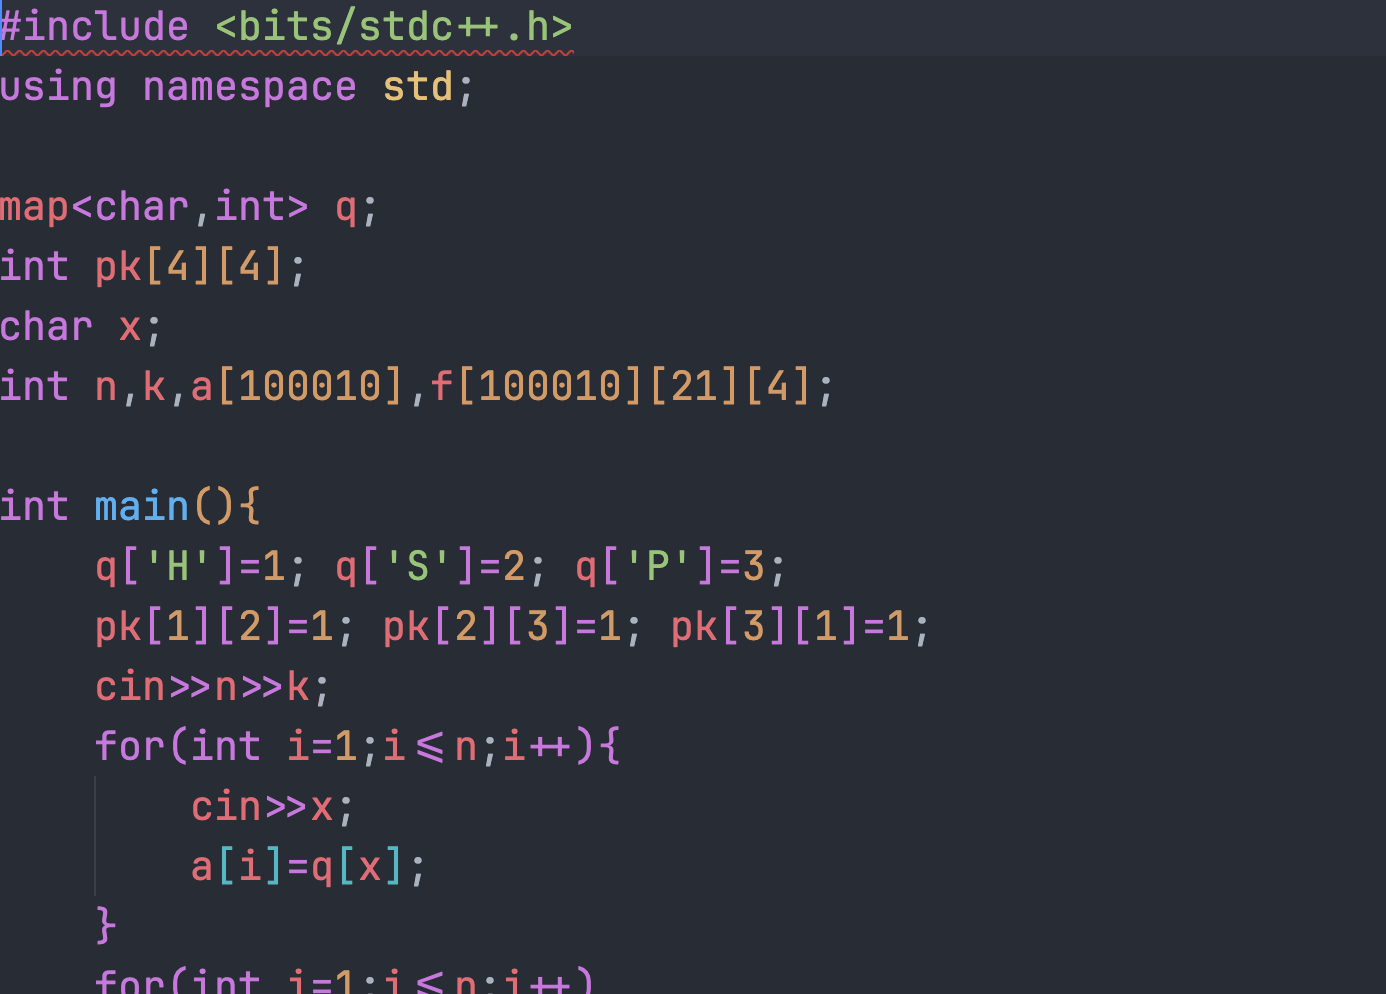 #include <bits/stdc++.h>
using namespace std;
map<char,int> q;
int pk[4][4];
char x;
int n,k,a[100010],f[100010][21][4];
int main(){
q['H']=1; q['S']=2; q['P']=3;
pk[1][2]=1; pk[2][3]=1; pk[3][1]=1;
cin>>n>>k;
for(int i=1;i<=n;i++){
cin>>x;
a[i]=q[x];
}
for(int i=1;i<=n;i++)